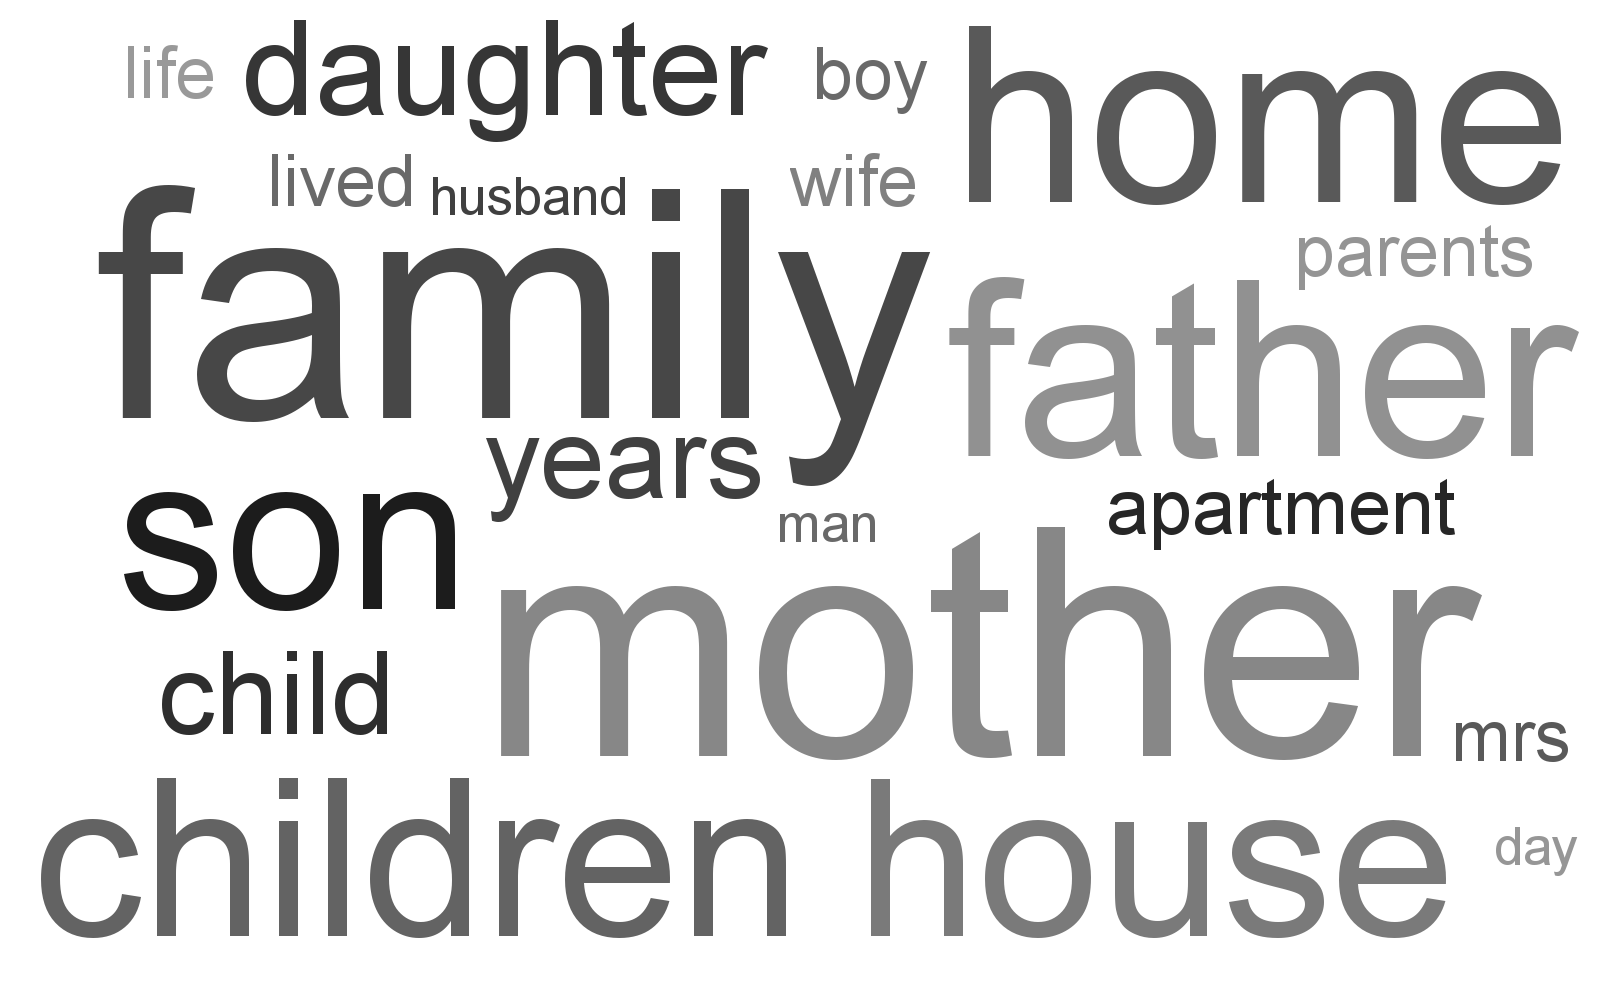 life daughter boy home
lived husband wife
family parents
father
years
son man apartment
mother
child mrs
children house day